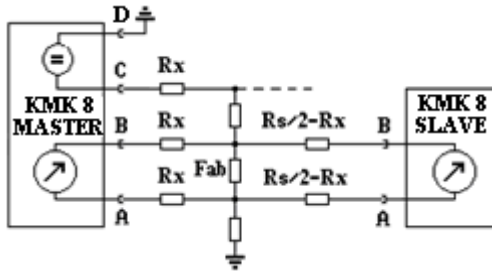 D
=
C
Rx
KMK 8
MASTER
B
Rx
Rs/2-Rx
B
KMK 8
SLAVE
Fab
Rx
Rs/2-Rx
A
A